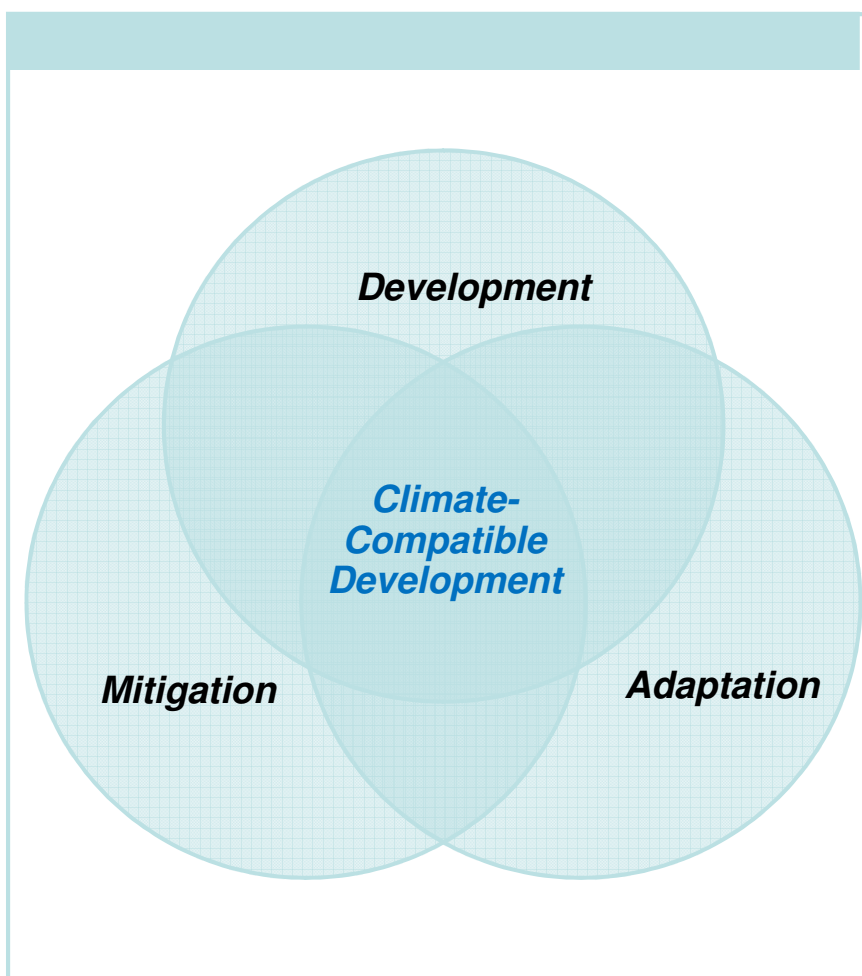 Development
Climate-
Compatible
Development
Mitigation
Adaptation